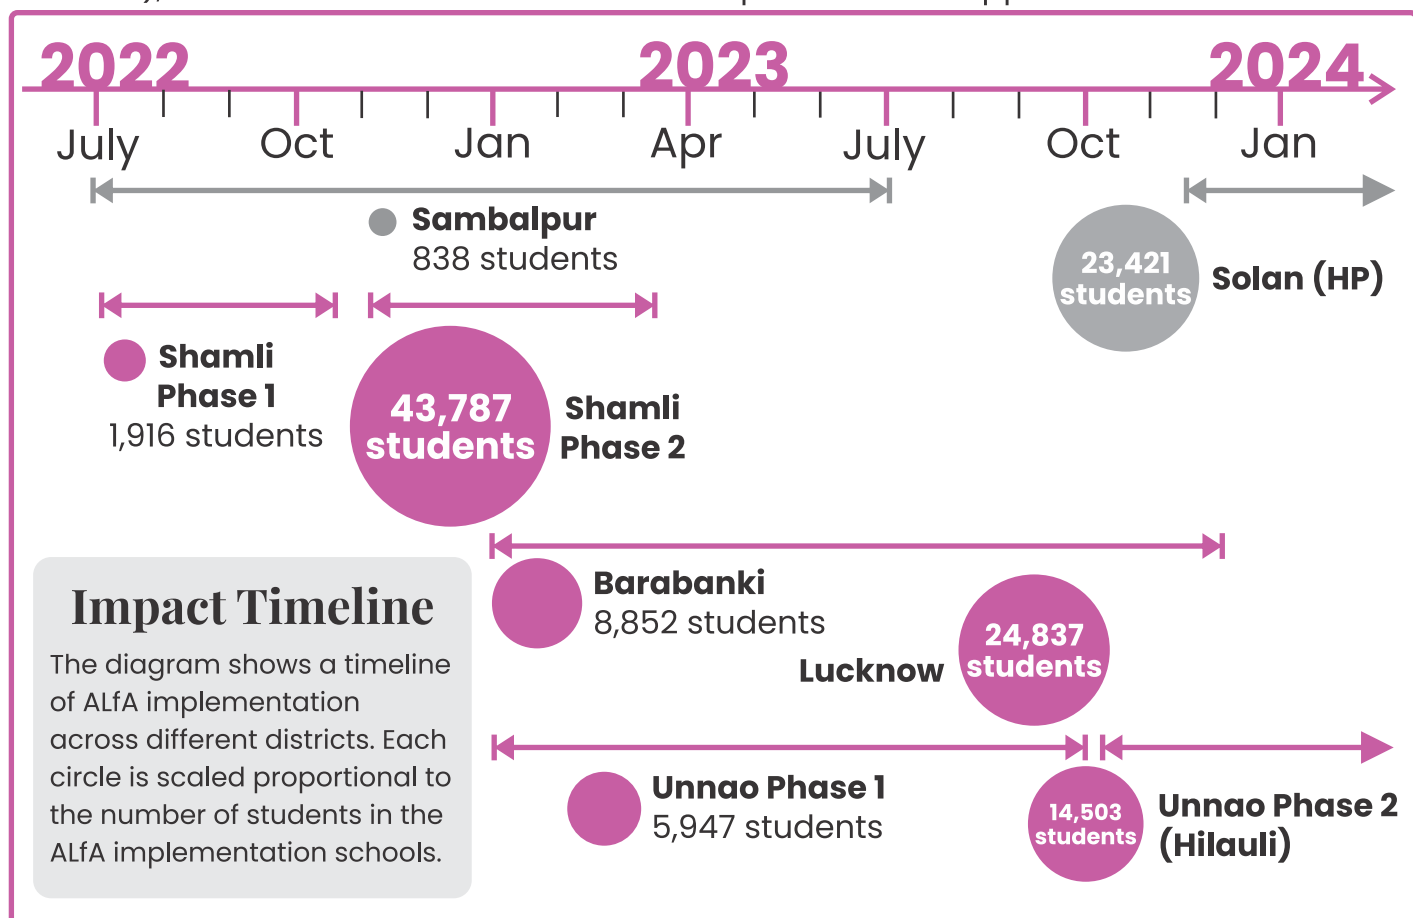 2022
2023
2024
July
Oct
Jan
Apr
July
Oct
Jan
Sambalpur
838 students
23,421
students
Solan (HP)
Shamli
Phase 1
1,916 students
43,787
students
Shamli
Phase 2
Barabanki
8,852 students
Lucknow
24,837
students
Impact Timeline
The diagram shows a timeline
of ALfA implementation
across different districts. Each
circle is scaled proportional to
the number of students in the
ALfA implementation schools.
Unnao Phase 1
5,947 students
14,503
students
Unnao Phase 2
(Hilauli)